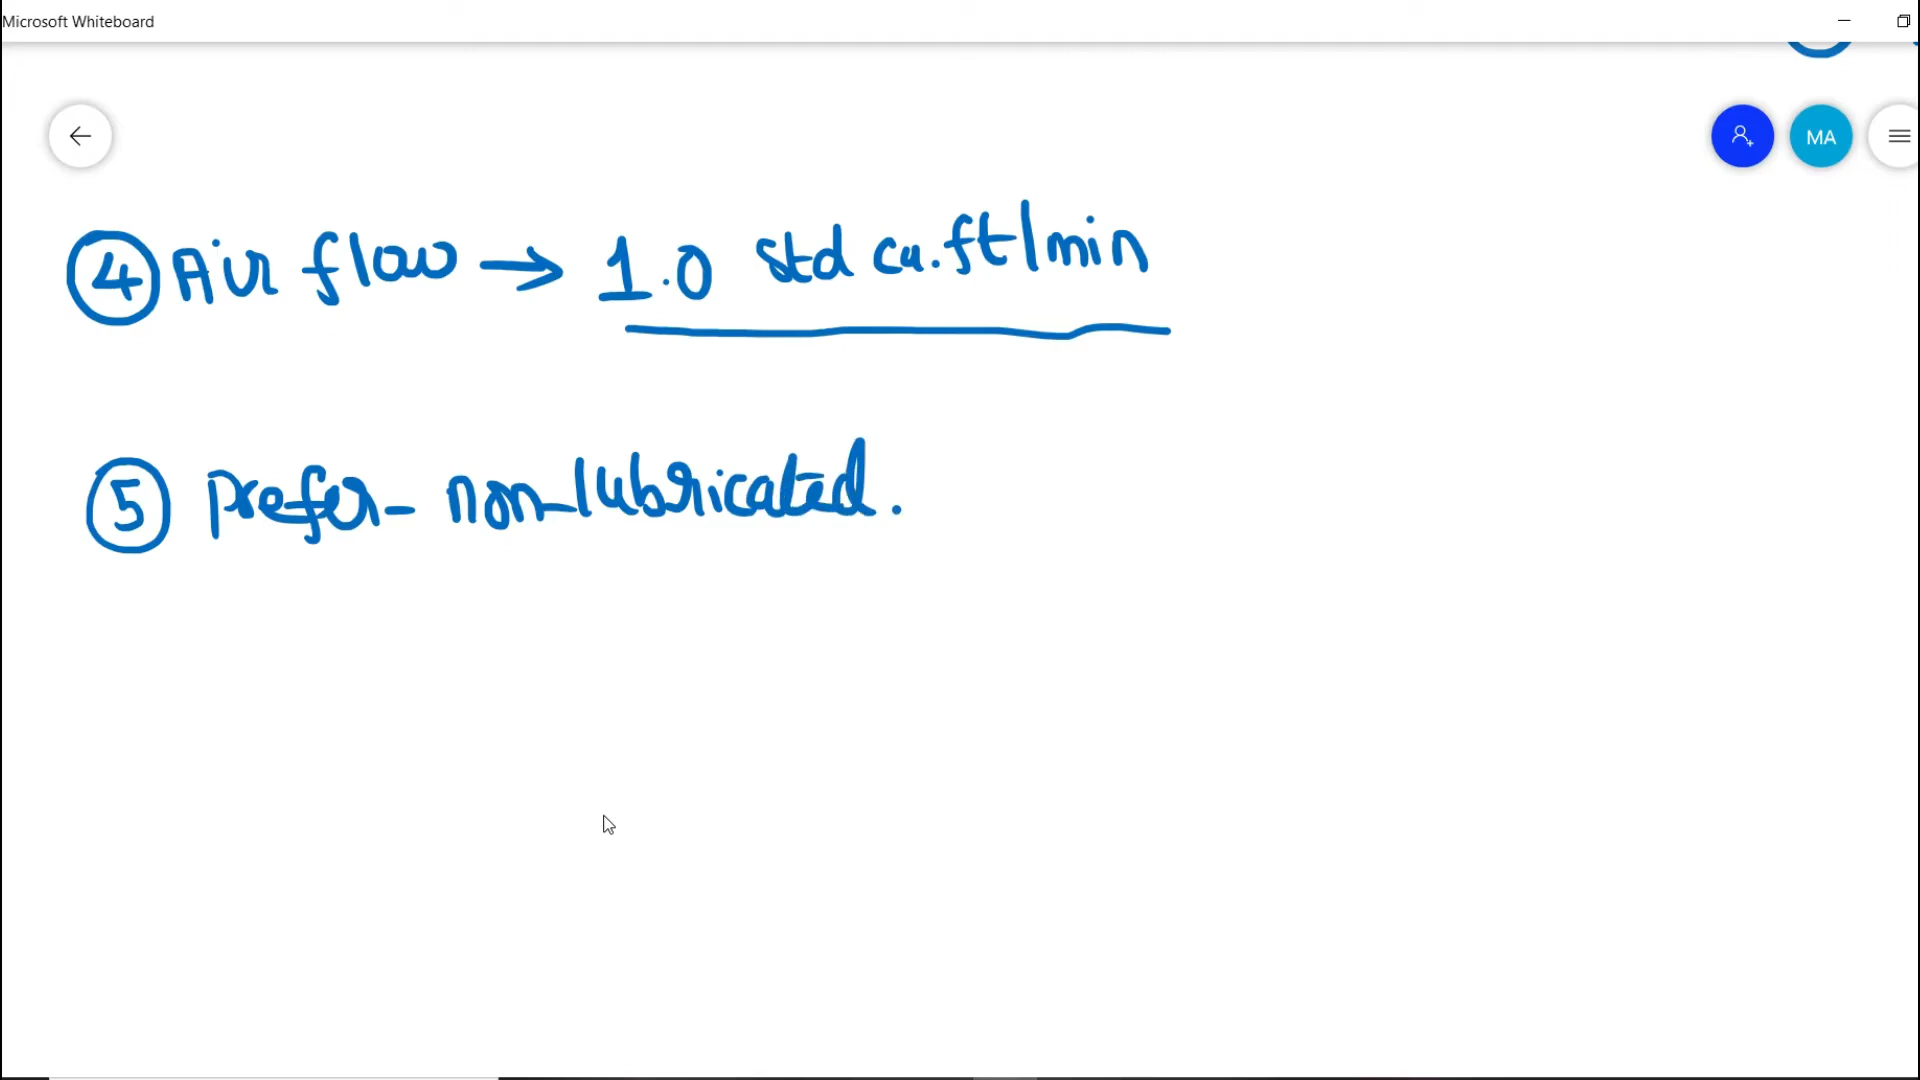 Microsoft Whiteboard
MA
④ Air flow → 1.0 std cu.ft/min
⑤ Prefer- non-lubricated.